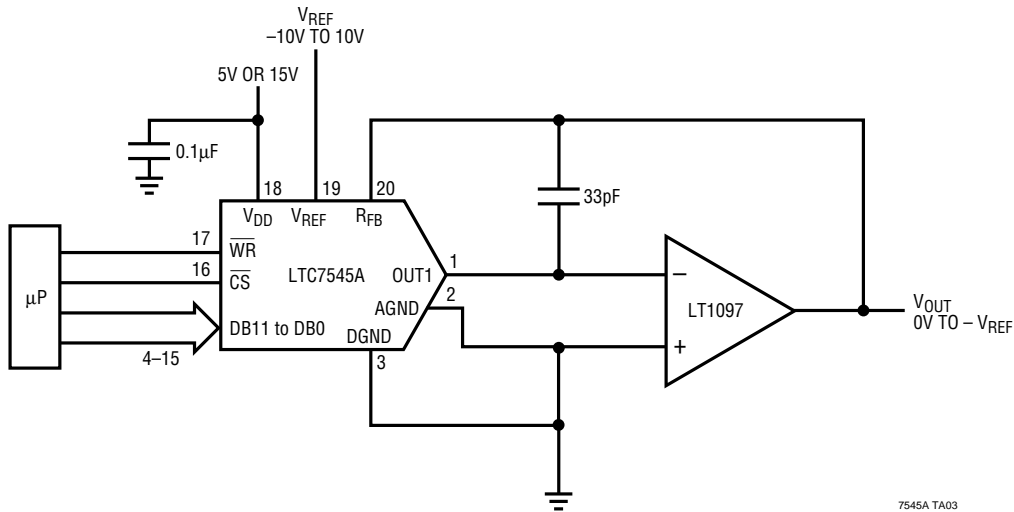 VREF
–10V TO 10V
5V OR 15V
0.1µF
18
19
20
33pF
VDD
VREF
RFB
17
WR
16
CS
LTC7545A
OUT1
1
2
AGND
µP
DB11 to DB0
DGND
4–15
3
–
+
LT1097
VOUT
0V TO – VREF
7545A TA03